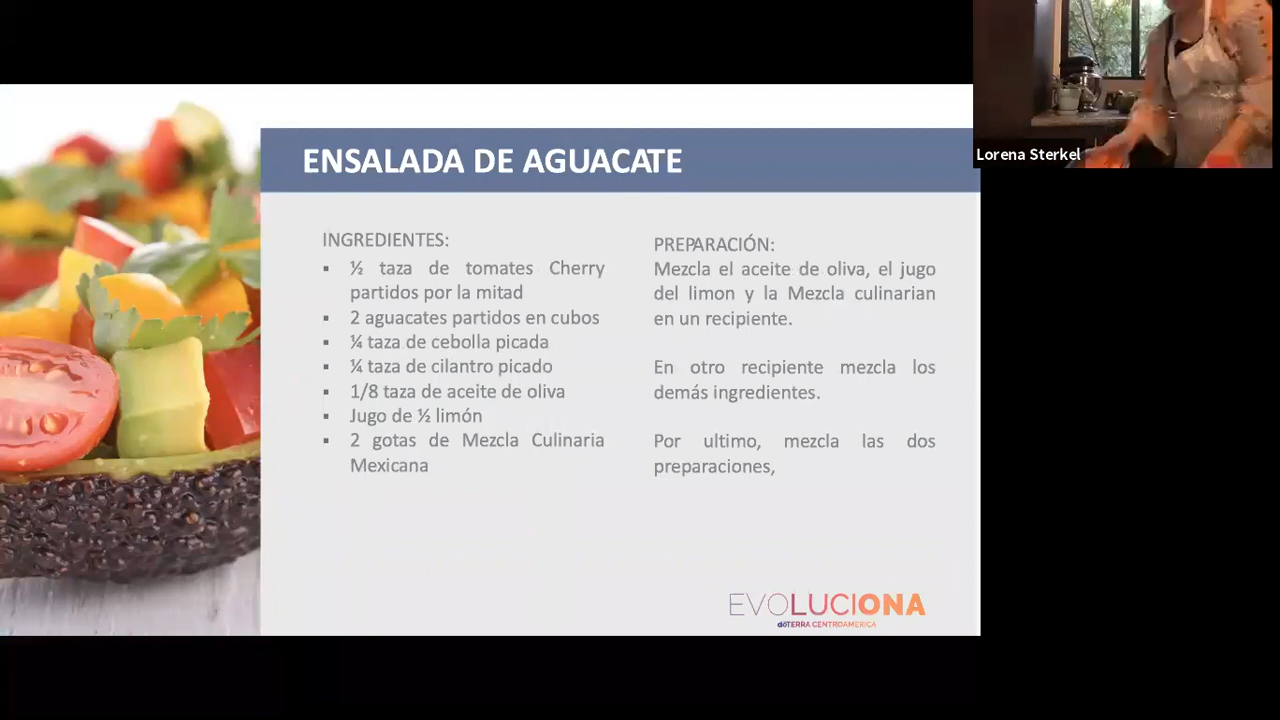 ENSALADA DE AGUACATE
INGREDIENTES:
▪ ½ taza de tomates Cherry
partidos por la mitad
▪ 2 aguacates partidos en cubos
▪ ¼ taza de cebolla picada
▪ ¼ taza de cilantro picado
▪ 1/8 taza de aceite de oliva
▪ Jugo de ½ limón
▪ 2 gotas de Mezcla Culinaria
Mexicana
PREPARACIÓN:
Mezcla el aceite de oliva, el jugo
del limon y la Mezcla culinarian
en un recipiente.
En otro recipiente mezcla los
demás ingredientes.
Por ultimo, mezcla las dos
preparaciones,
EVOLUCIONA
dōTERRA CENTROAMERICA
Lorena Sterkel